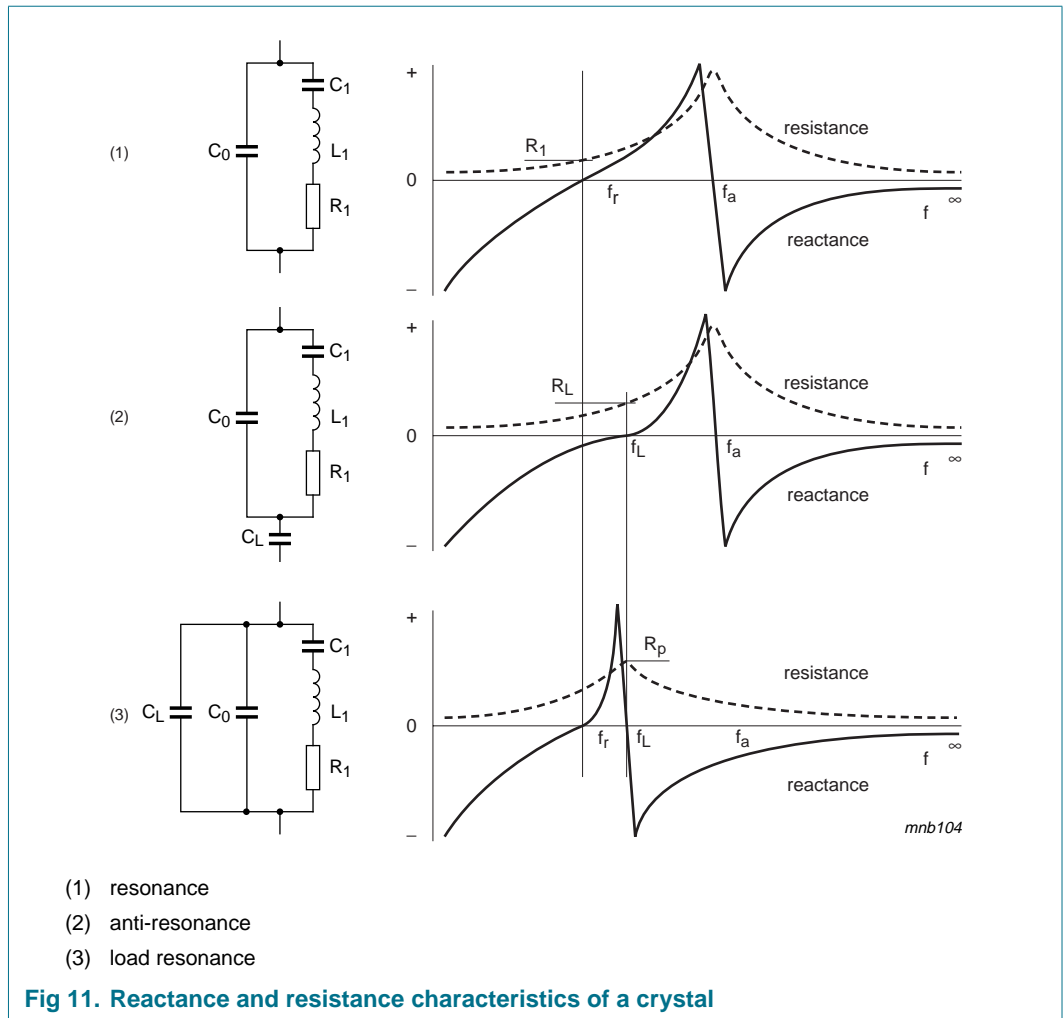 C1
+
resistance
(1)
C0
L1
R1
0
R1
fr
fa
f
∞
reactance
−
C1
+
resistance
(2)
C0
L1
RL
0
R1
fL
fa
f
∞
reactance
CL
−
C1
+
Rp
resistance
(3)
CL
C0
L1
0
R1
fr
fL
fa
f
∞
reactance
−
mnb104
(1) resonance
(2) anti-resonance
(3) load resonance
Fig 11. Reactance and resistance characteristics of a crystal